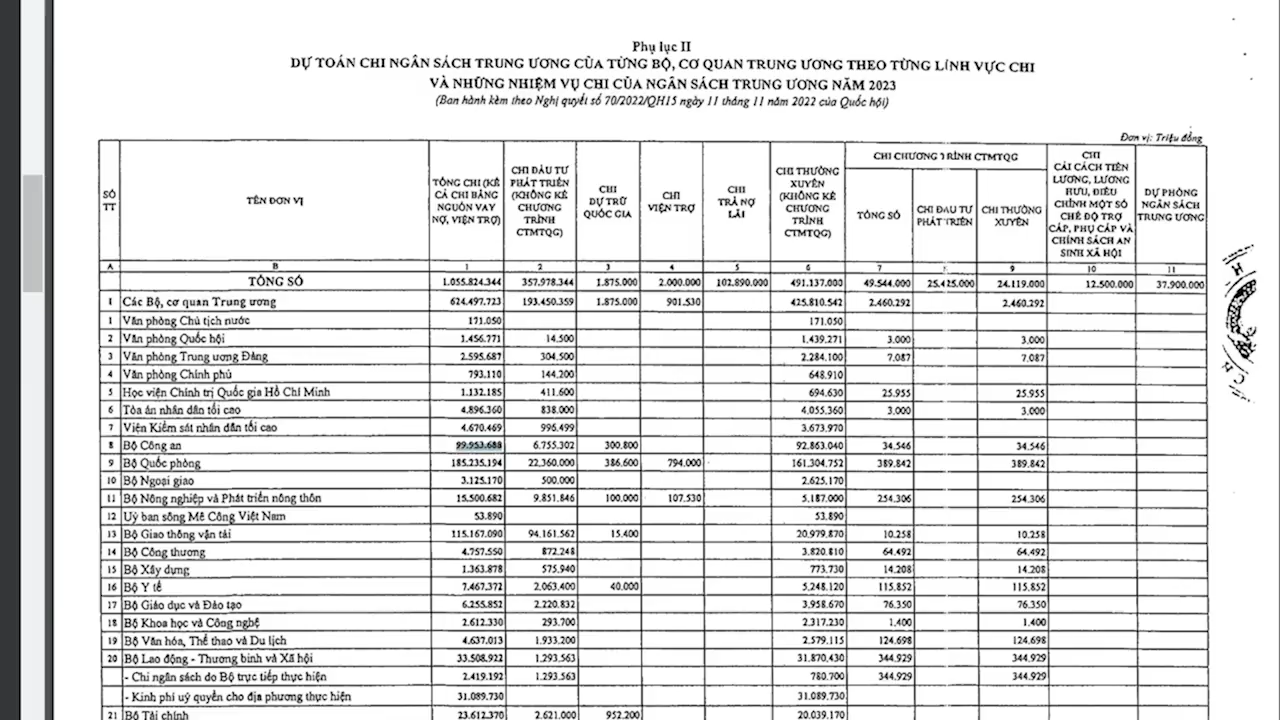 Phụ lục II
DỰ TOÁN CHI NGÂN SÁCH TRUNG ƯƠNG CỦA TỪNG BỘ, CƠ QUAN TRUNG ƯƠNG THEO TỪNG LĨNH VỰC CHI
VÀ NHỮNG NHIỆM VỤ CHI CỦA NGÂN SÁCH TRUNG ƯƠNG NĂM 2023
(Ban hành kèm theo Nghị quyết số 70/2022/QH15 ngày 11 tháng 11 năm 2022 của Quốc hội)
Đơn vị: Triệu đồng
SỐ TT
TÊN ĐƠN VỊ
TỔNG CHI (KỂ CẢ CHI BẰNG NGUỒN VAY NỢ, VIỆN TRỢ)
CHI ĐẦU TƯ PHÁT TRIỂN (KHÔNG KỂ CHƯƠNG TRÌNH CTMTQG)
CHI DỰ TRỮ QUỐC GIA
CHI VIỆN TRỢ
CHI TRẢ NỢ LÃI
CHI THƯỜNG XUYÊN (KHÔNG KỂ CHƯƠNG TRÌNH CTMTQG)
CHI CHƯƠNG TRÌNH CTMTQG
TỔNG SỐ
CHI ĐẦU TƯ PHÁT TRIỂN
CHI THƯỜNG XUYÊN
CHI CẢI CÁCH TIỀN LƯƠNG, LƯƠNG HƯU, ĐIỀU CHỈNH MỘT SỐ CHẾ ĐỘ TRỢ CẤP, PHỤ CẤP VÀ CHÍNH SÁCH AN SINH XÃ HỘI
DỰ PHÒNG NGÂN SÁCH TRUNG ƯƠNG
A B 1 2 3 4 5 6 7 8 9 10 11
TỔNG SỐ 1.055.824.344 357.978.344 1.875.000 2.000.000 102.890.000 491.137.000 49.544.000 25.425.000 24.119.000 12.500.000 37.900.000
I Các Bộ, cơ quan Trung ương 624.497.723 193.450.359 1.875.000 901.530 425.810.542 2.460.292 2.460.292
1 Văn phòng Chủ tịch nước 171.050 171.050
2 Văn phòng Quốc hội 1.456.771 14.500 1.439.271 3.000 3.000
3 Văn phòng Trung ương Đảng 2.595.687 304.500 2.284.100 7.087 7.087
4 Văn phòng Chính phủ 793.110 144.200 648.910
5 Học viện Chính trị Quốc gia Hồ Chí Minh 1.132.185 411.600 694.630 25.955 25.955
6 Tòa án nhân dân tối cao 4.896.360 838.000 4.055.360 3.000 3.000
7 Viện Kiểm sát nhân dân tối cao 4.670.469 996.499 3.673.970
8 Bộ Công an 99.953.688 6.755.302 300.800 92.863.040 34.546 34.546
9 Bộ Quốc phòng 185.235.194 22.360.000 386.600 794.000 161.304.752 389.842 389.842
10 Bộ Ngoại giao 3.125.170 500.000 2.625.170
11 Bộ Nông nghiệp và Phát triển nông thôn 15.500.682 9.851.846 100.000 107.530 5.187.000 254.306 254.306
12 Uỷ ban sông Mê Công Việt Nam 53.890 53.890
13 Bộ Giao thông vận tải 115.167.090 94.161.562 15.400 20.979.870 10.258 10.258
14 Bộ Công thương 4.757.550 872.248 3.820.810 64.492 64.492
15 Bộ Xây dựng 1.363.878 575.940 773.730 14.208 14.208
16 Bộ Y tế 7.467.372 2.063.400 40.000 5.248.120 115.852 115.852
17 Bộ Giáo dục và Đào tạo 6.255.852 2.220.832 3.958.670 76.350 76.350
18 Bộ Khoa học và Công nghệ 2.612.330 293.700 2.317.230 1.400 1.400
19 Bộ Văn hóa, Thể thao và Du lịch 4.637.013 1.933.200 2.579.115 124.698 124.698
20 Bộ Lao động - Thương binh và Xã hội 33.508.922 1.293.563 31.870.430 344.929 344.929
- Chi ngân sách do Bộ trực tiếp thực hiện 2.419.192 1.293.563 780.700 344.929 344.929
- Kinh phí uỷ quyền cho địa phương thực hiện 31.089.730 31.089.730
21 Bộ Tài chính 23.612.370 2.621.000 952.200 20.039.170